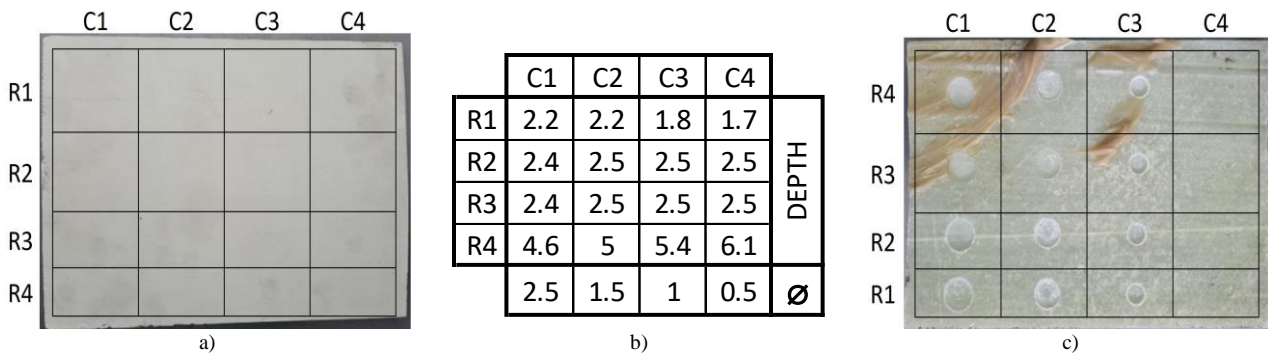 C1 C2 C3 C4
R1
R2
R3
R4
a)
C1 C2 C3 C4
R1 2.2 2.2 1.8 1.7
R2 2.4 2.5 2.5 2.5
R3 2.4 2.5 2.5 2.5
R4 4.6 5 5.4 6.1
DEPTH
2.5 1.5 1 0.5 Ø
b)
C1 C2 C3 C4
R4
R3
R2
R1
c)